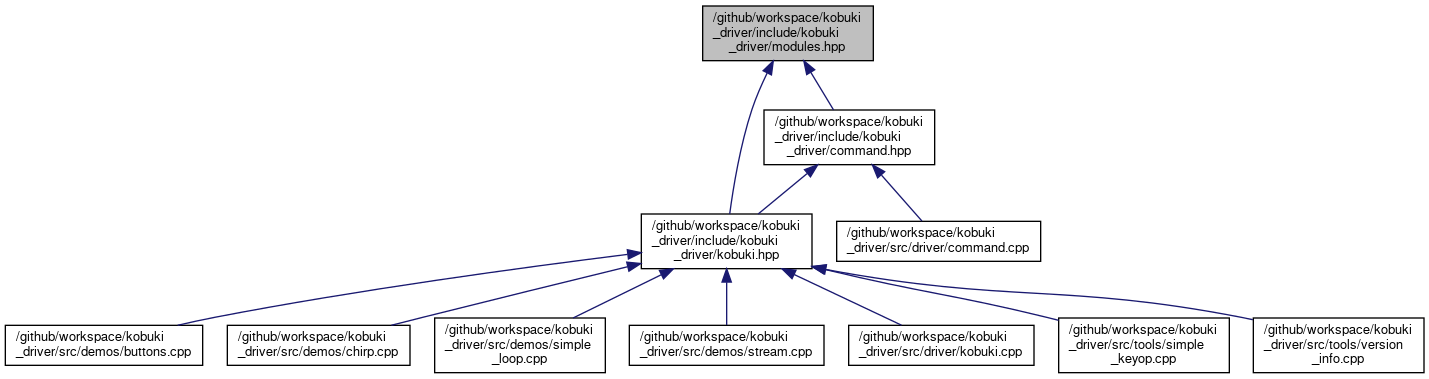 /github/workspace/kobuki
_driver/include/kobuki
_driver/modules.hpp
/github/workspace/kobuki
_driver/include/kobuki
_driver/command.hpp
/github/workspace/kobuki
_driver/include/kobuki
_driver/kobuki.hpp
/github/workspace/kobuki
_driver/src/driver/command.cpp
/github/workspace/kobuki
_driver/src/demos/buttons.cpp
/github/workspace/kobuki
_driver/src/demos/chirp.cpp
/github/workspace/kobuki
_driver/src/demos/simple
_loop.cpp
/github/workspace/kobuki
_driver/src/demos/stream.cpp
/github/workspace/kobuki
_driver/src/driver/kobuki.cpp
/github/workspace/kobuki
_driver/src/tools/simple
_keyop.cpp
/github/workspace/kobuki
_driver/src/tools/version
_info.cpp